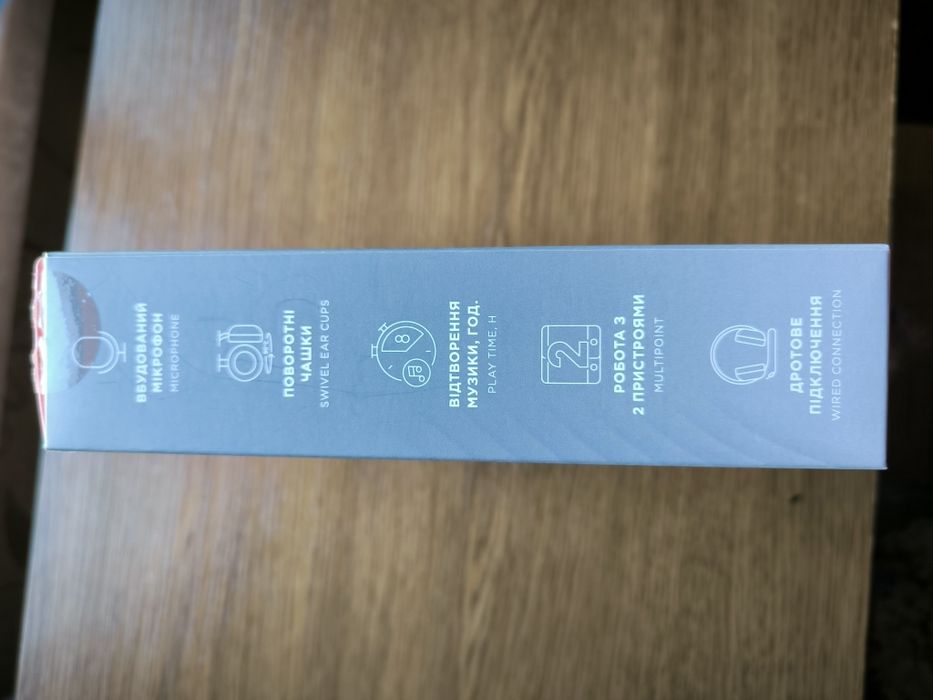 ВБУДОВАНИЙ
МІКРОФОН
MICROPHONE
ПОВОРОТНІ
ЧАШКИ
SWIVEL EAR CUPS
8
ВІДТВОРЕННЯ
МУЗИКИ, ГОД.
PLAY TIME, H
2
РОБОТА З
2 ПРИСТРОЯМИ
MULTIPOINT
ДРОТОВЕ
ПІДКЛЮЧЕННЯ
WIRED CONNECTION